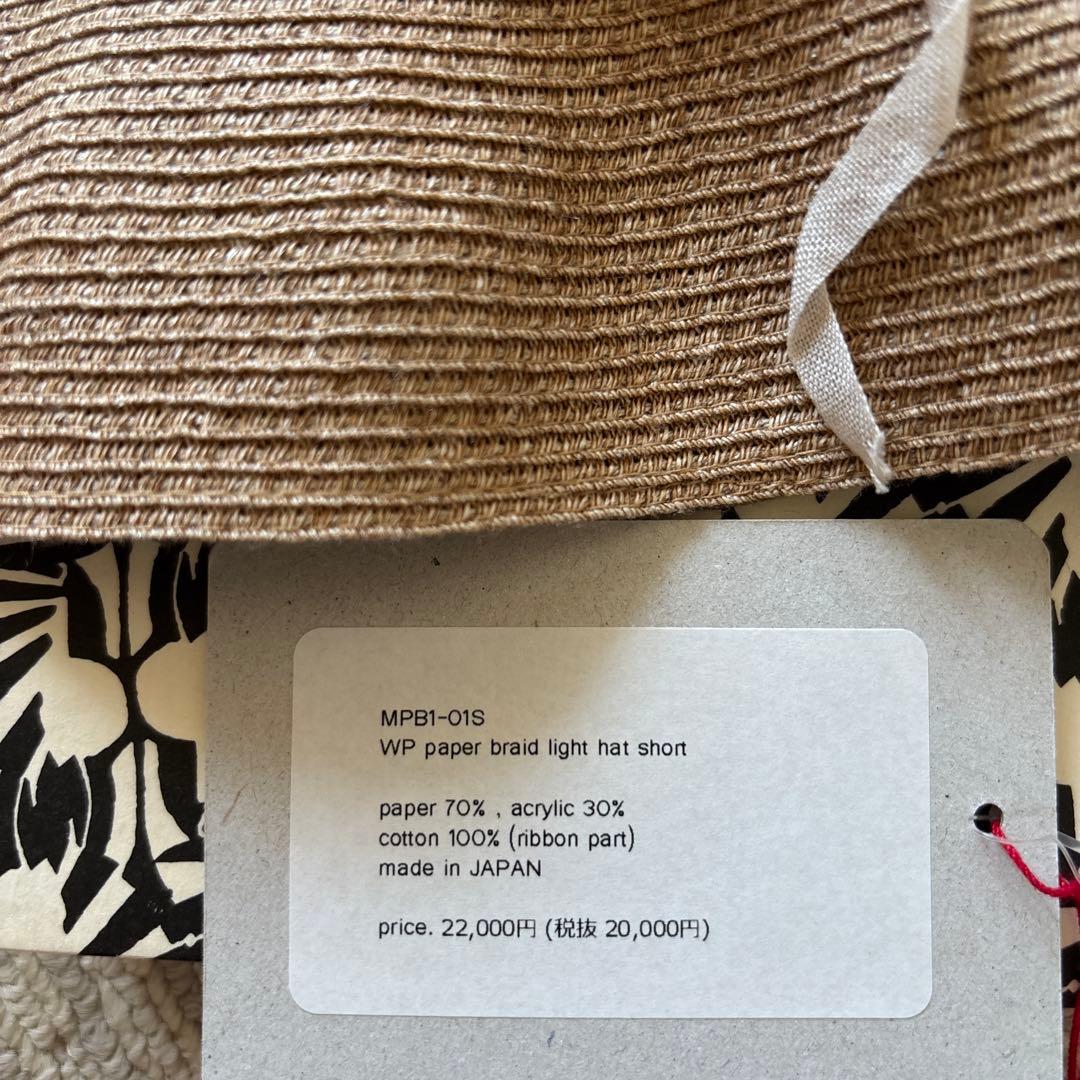 MPB1-01S
WP paper braid light hat short
paper 70% , acrylic 30%
cotton 100% (ribbon part)
made in JAPAN
price. 22,000円 (税抜 20,000円)